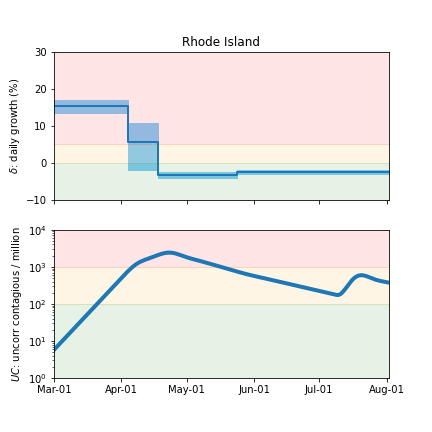 Rhode Island
δ: daily growth (%)
30
20
10
0
−10
UC: uncorr contagious / million
10⁴
10³
10²
10¹
10⁰
Mar-01 Apr-01 May-01 Jun-01 Jul-01 Aug-01